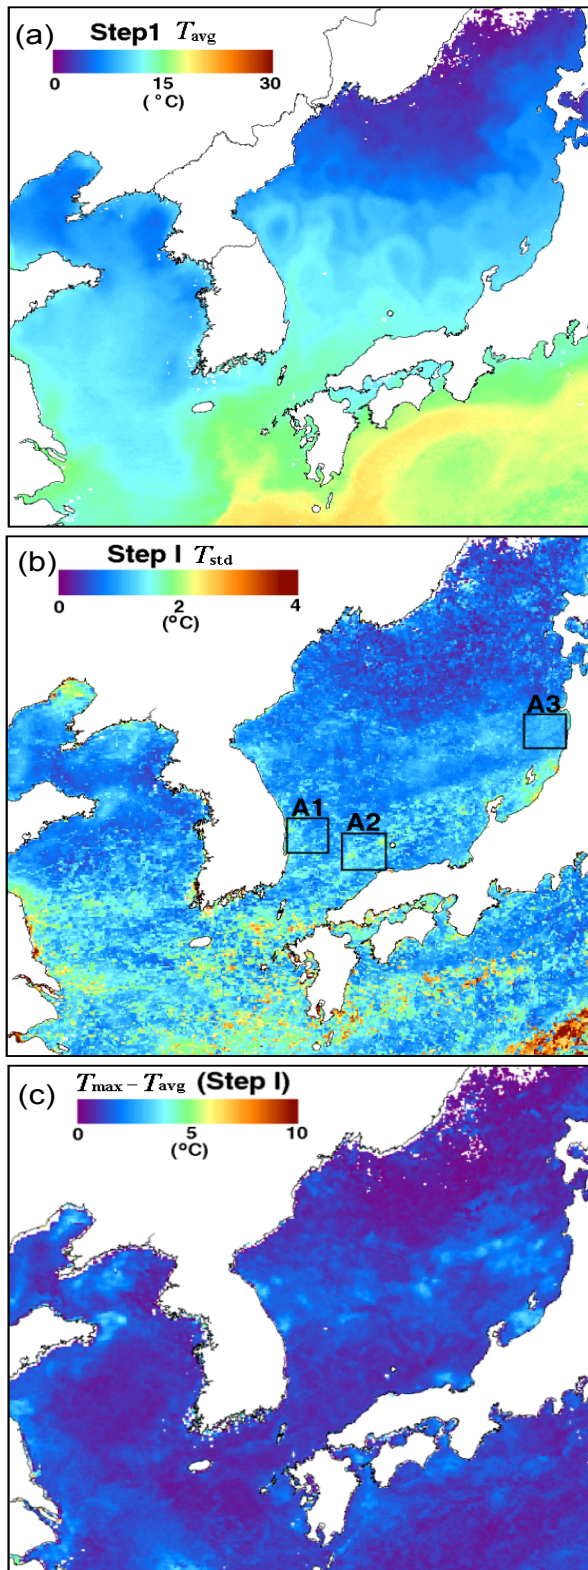 (a) Step1 Tavg
0 15 30
( °C)
(b) Step I Tstd
0 2 4
(°C)
A3
A1
A2
(c) Tmax – Tavg (Step I)
0 5 10
(°C)